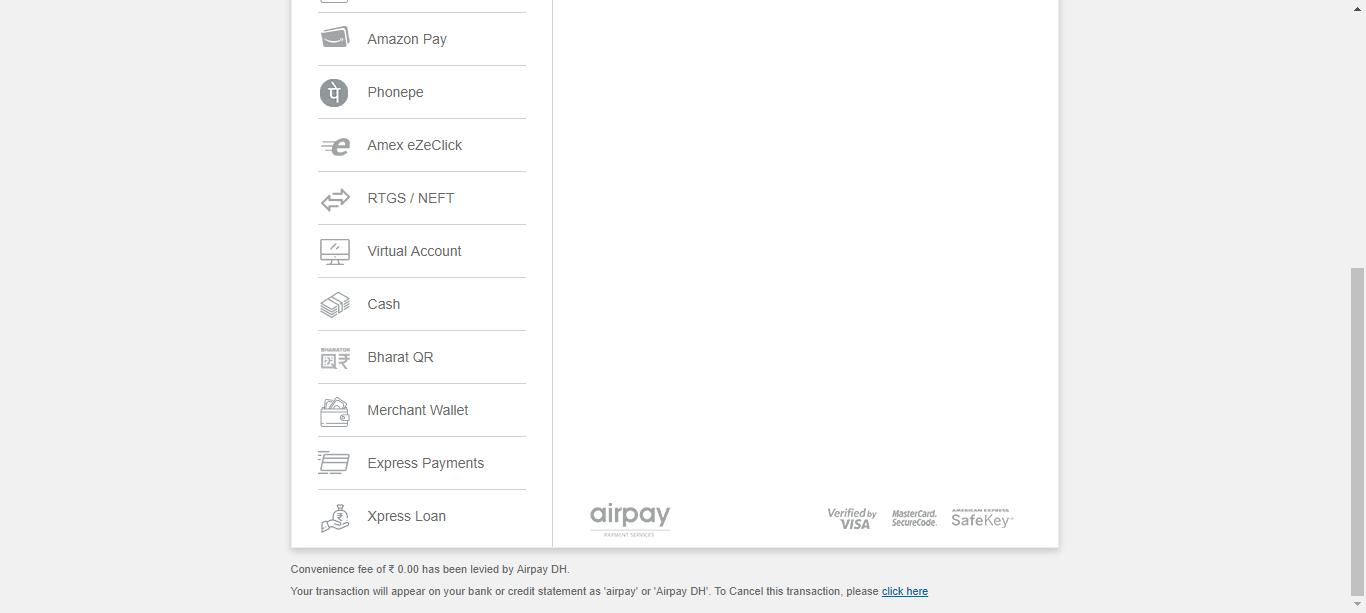 Amazon Pay
Phonepe
Amex eZeClick
RTGS / NEFT
Virtual Account
Cash
BHARATQR
Bharat QR
Merchant Wallet
Express Payments
Xpress Loan
airpay
PAYMENT SERVICES
Verified by
VISA
MasterCard.
SecureCode.
AMERICAN EXPRESS
SafeKey
Convenience fee of ₹ 0.00 has been levied by Airpay DH.
Your transaction will appear on your bank or credit statement as 'airpay' or 'Airpay DH'. To Cancel this transaction, please click here